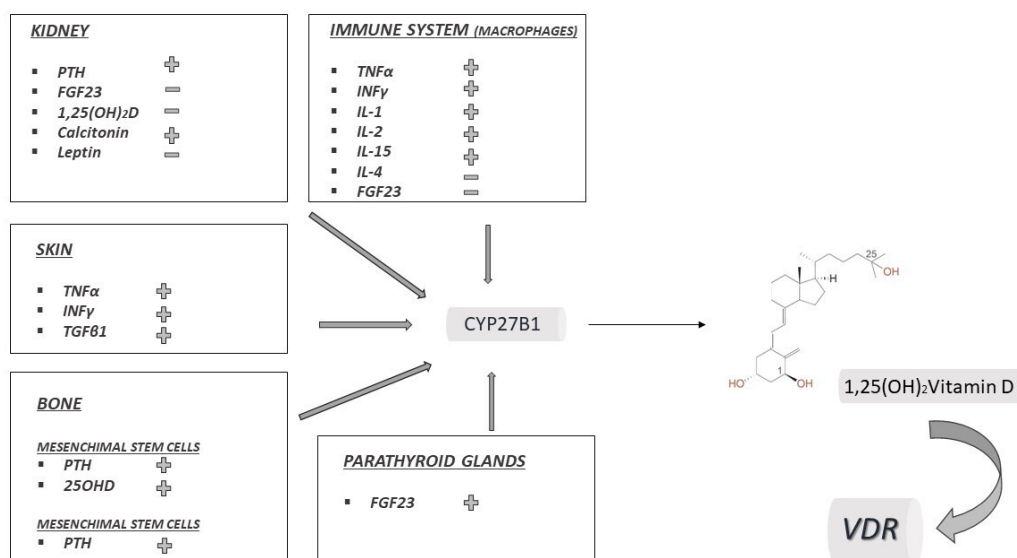 KIDNEY
▪ PTH +
▪ FGF23 −
▪ 1,25(OH)₂D −
▪ Calcitonin +
▪ Leptin −
IMMUNE SYSTEM (MACROPHAGES)
▪ TNFα +
▪ INFγ +
▪ IL-1 +
▪ IL-2 +
▪ IL-15 +
▪ IL-4 −
▪ FGF23 −
SKIN
▪ TNFα +
▪ INFγ +
▪ TGFβ1 +
BONE
MESENCHIMAL STEM CELLS
▪ PTH +
▪ 25OHD +
MESENCHIMAL STEM CELLS
▪ PTH +
PARATHYROID GLANDS
▪ FGF23 +
CYP27B1
25
OH
H
1
HO
OH
1,25(OH)₂Vitamin D
VDR